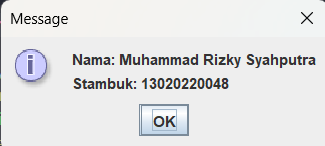 Message
Nama: Muhammad Rizky Syahputra
Stambuk: 13020220048
OK